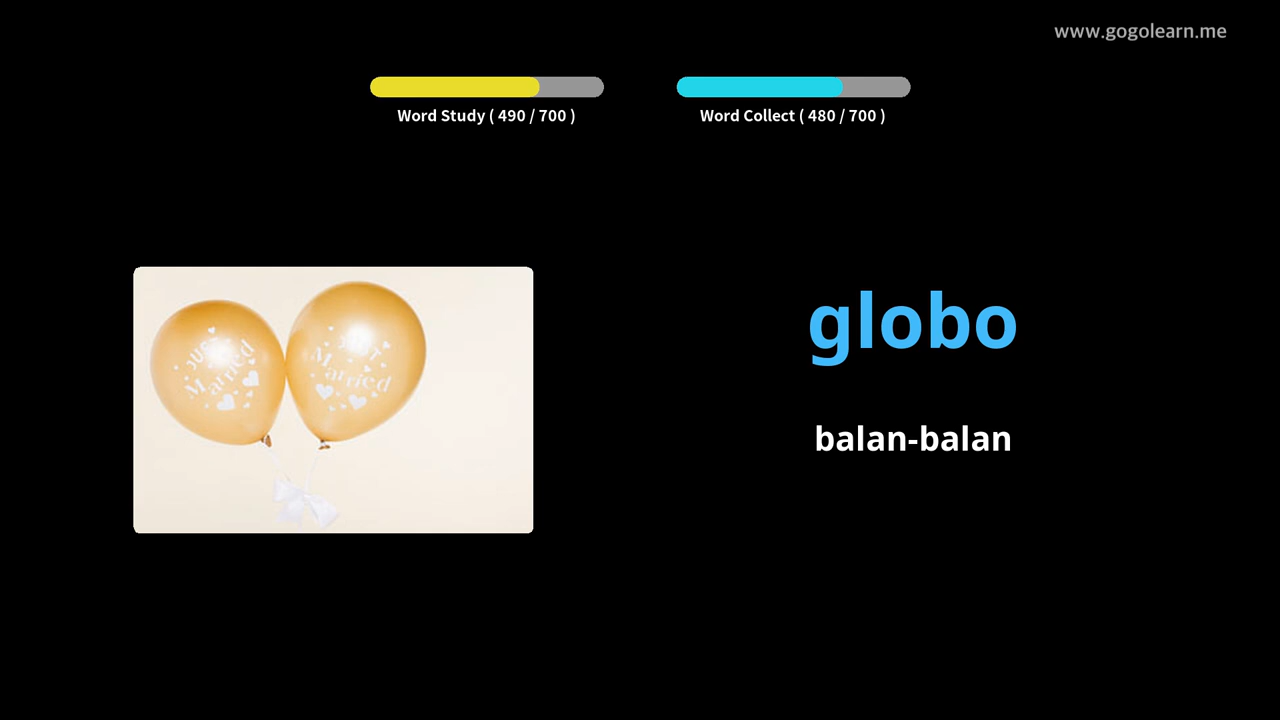 www.gogolearn.me
Word Study ( 490 / 700 )
Word Collect ( 480 / 700 )
JUST
Married
JUST
Married
globo
balan-balan